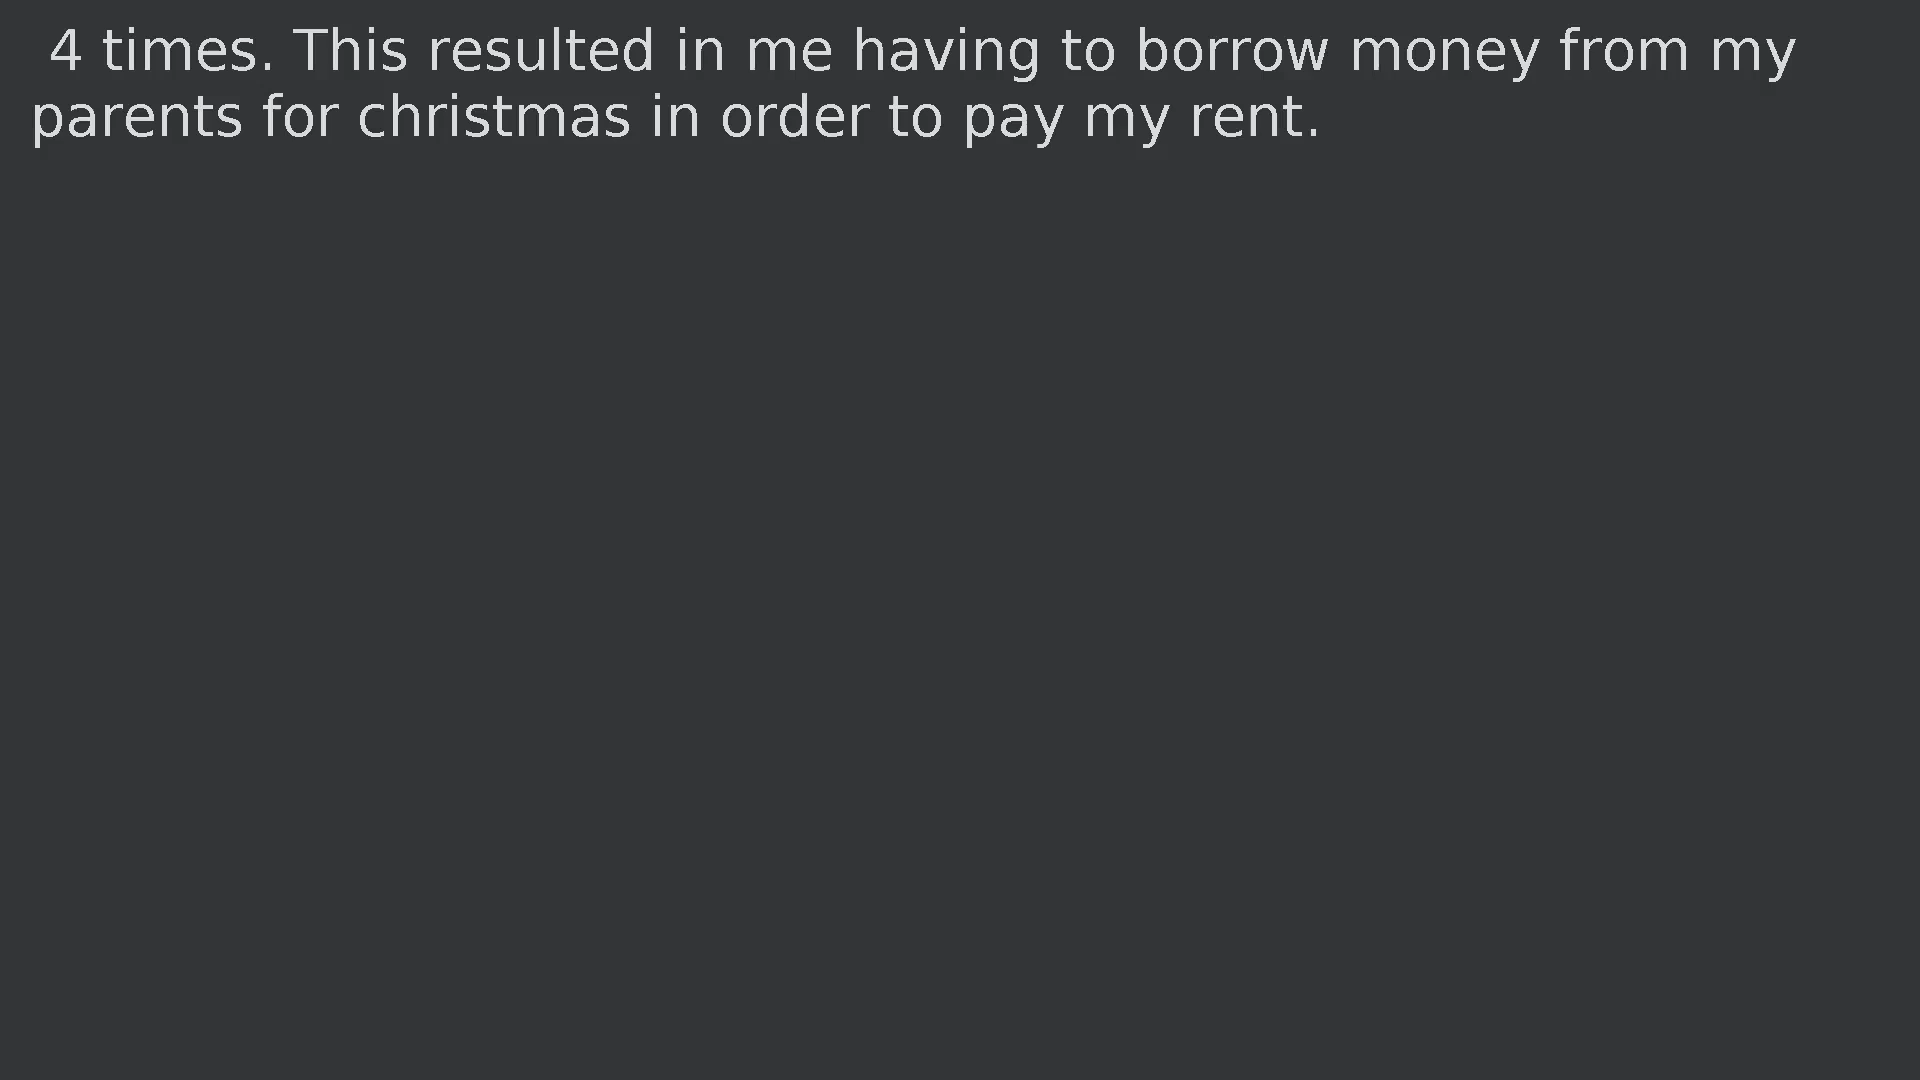 4 times. This resulted in me having to borrow money from my
parents for christmas in order to pay my rent.